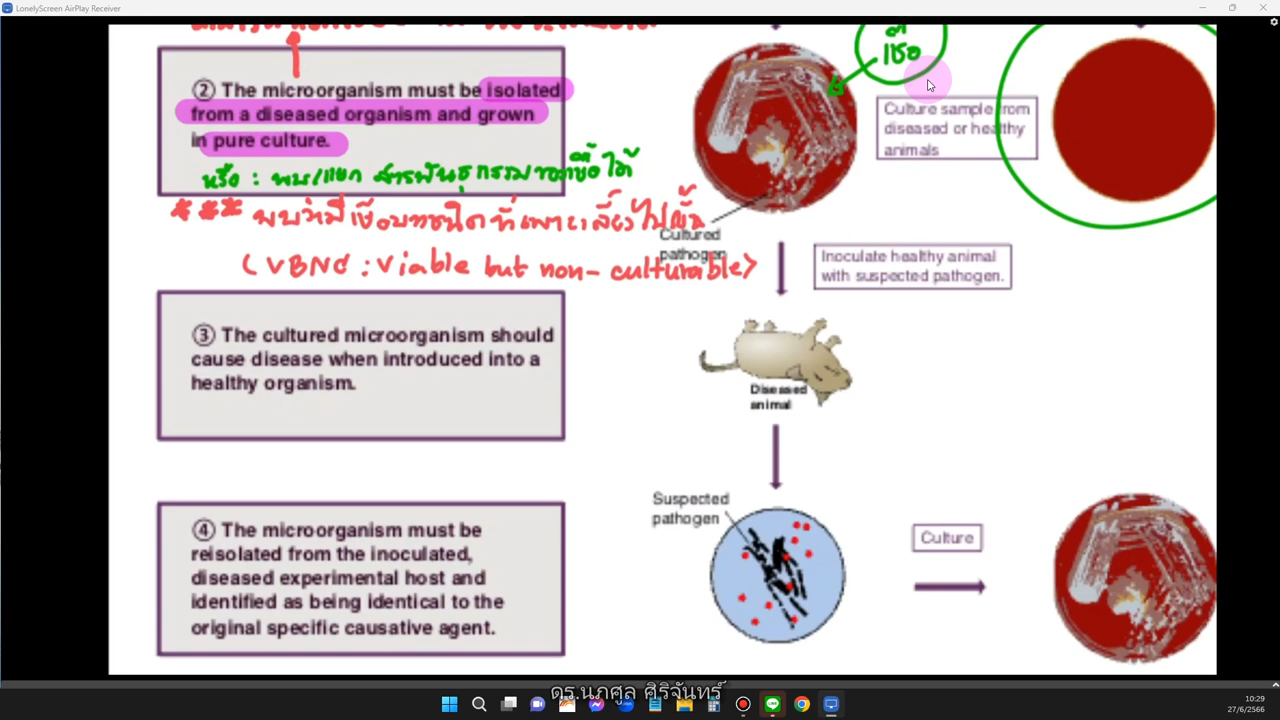 LonelyScreen AirPlay Receiver
มีเชื้อ
② The microorganism must be isolated
from a diseased organism and grown
in pure culture.
หรือ : พบ/แยก สารพันธุกรรมของเชื้อได้
*** พบว่ามีเชื้อบางชนิดที่เพาะเลี้ยงไม่ขึ้น
(VBNC : Viable but non-culturable)
Culture sample from
diseased or healthy
animals
Cultured
pathogen
Inoculate healthy animal
with suspected pathogen.
③ The cultured microorganism should
cause disease when introduced into a
healthy organism.
Diseased
animal
Suspected
pathogen
④ The microorganism must be
reisolated from the inoculated,
diseased experimental host and
identified as being identical to the
original specific causative agent.
Culture
ดร.นภศูล ศิริจันทร์
10:29
27/6/2566